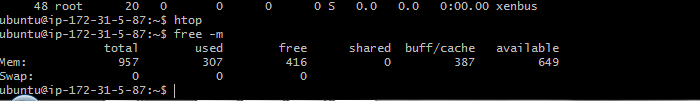 48 root 20 0 0 0 0 S 0.0 0.0 0:00.00 xenbus
ubuntu@ip-172-31-5-87:~$ htop
ubuntu@ip-172-31-5-87:~$ free -m
total used free shared buff/cache available
Mem: 957 307 416 0 387 649
Swap: 0 0 0
ubuntu@ip-172-31-5-87:~$